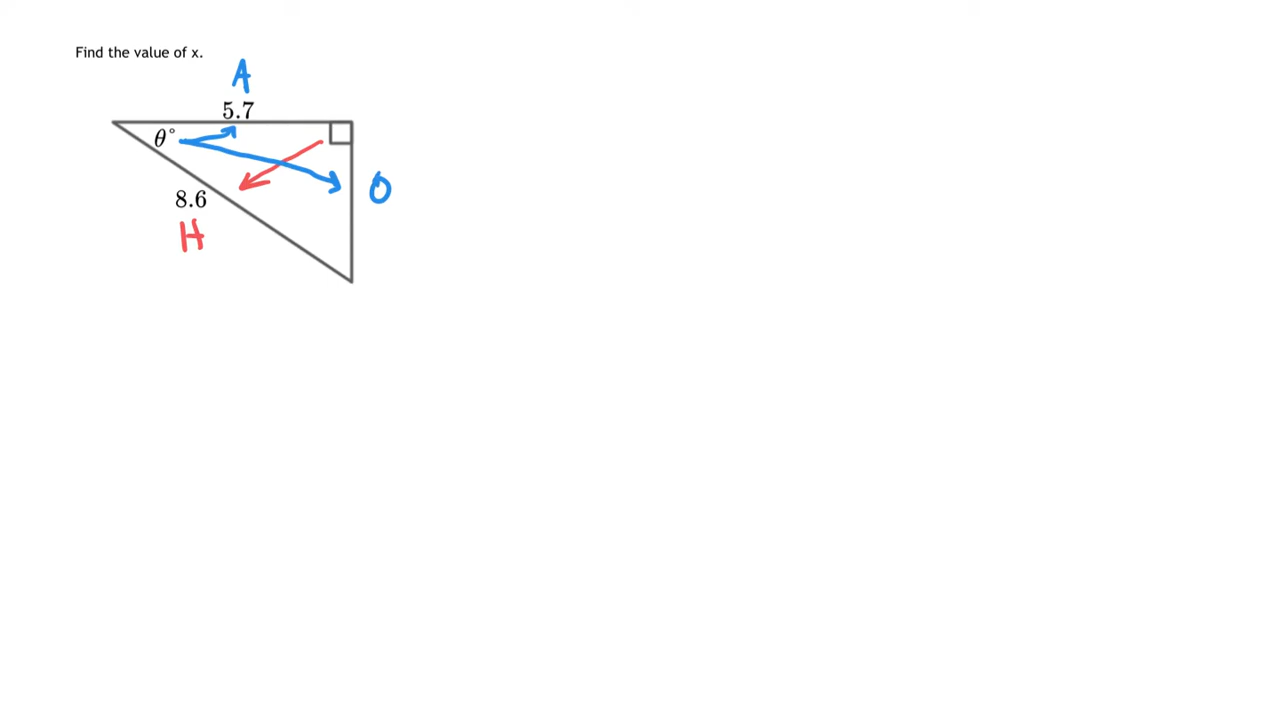 Find the value of x.
A
5.7
θ°
O
8.6
H